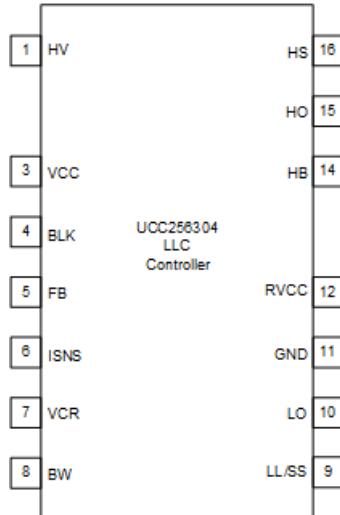 1 HV
HS 16
HO 15
3 VCC
HB 14
4 BLK
UCC256304
LLC
Controller
5 FB
RVCC 12
6 ISNS
GND 11
7 VCR
LO 10
8 BW
LL/SS 9